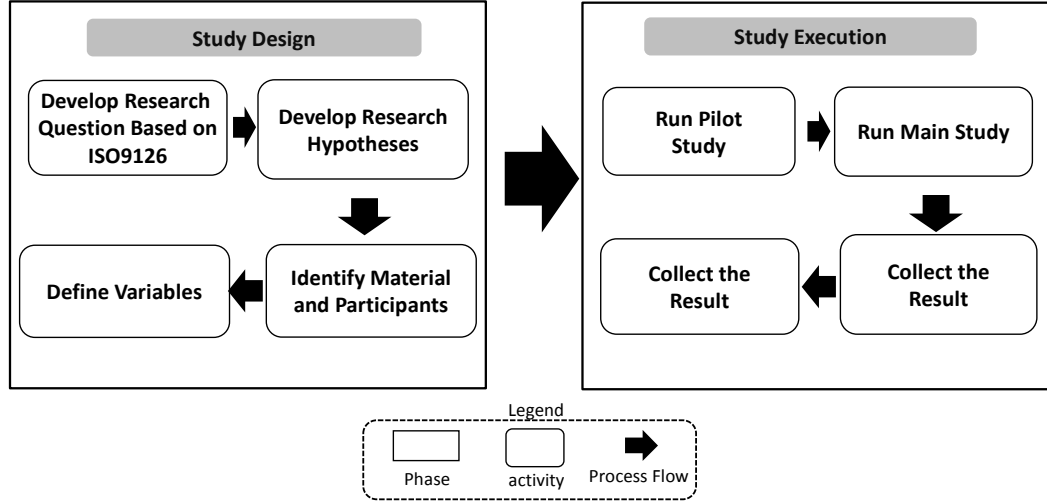 Study Design
Develop Research
Question Based on
ISO9126
Develop Research
Hypotheses
Define Variables
Identify Material
and Participants
Study Execution
Run Pilot
Study
Run Main Study
Collect the
Result
Collect the
Result
Legend
Phase
activity
Process Flow